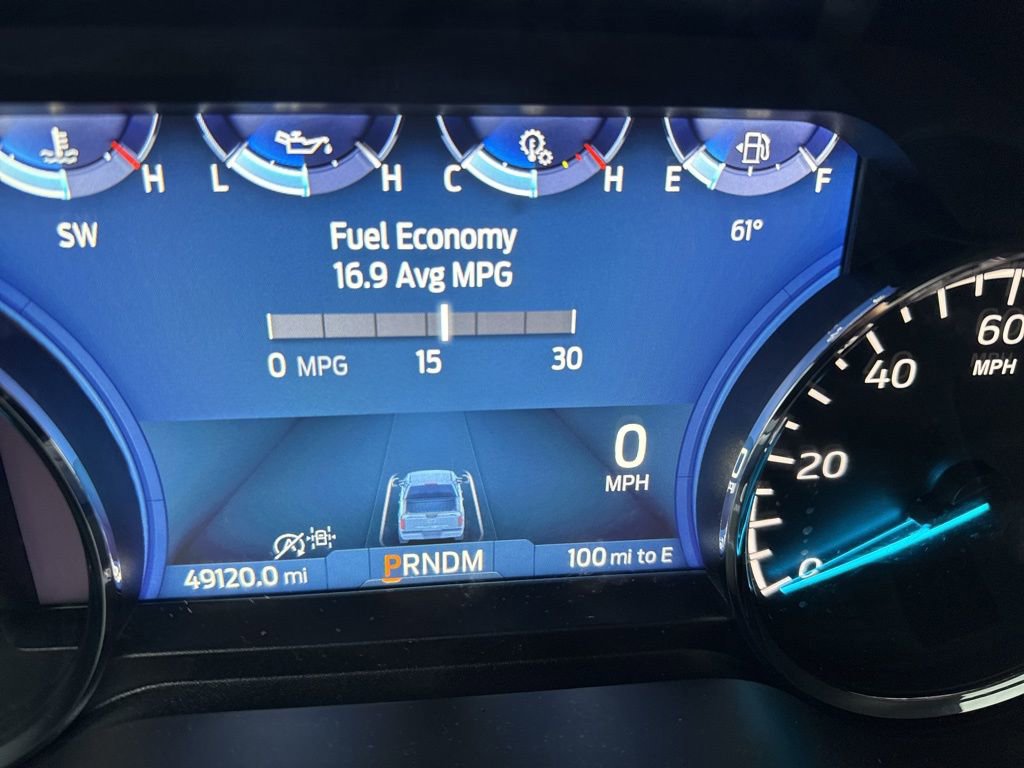 H
L H
C H
E F
SW
Fuel Economy
61°
16.9 Avg MPG
0 MPG 15 30
60
MPH
40
20
0
0
MPH
49120.0 mi
PRNDM
100 mi to E